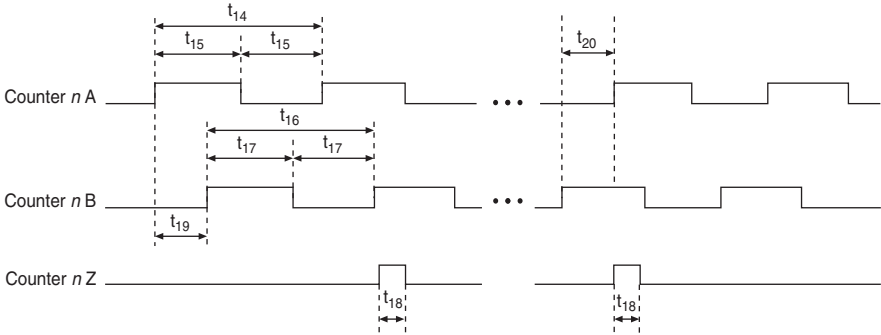 t14
t15 t15 t20
Counter n A
t16
t17 t17
Counter n B
t19
Counter n Z
t18 t18